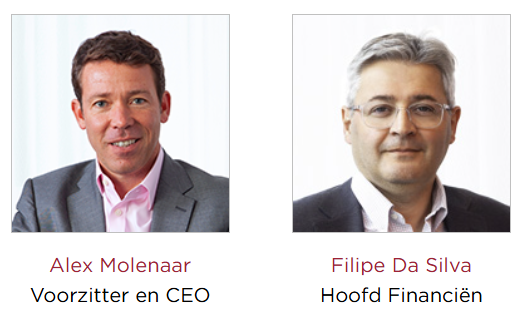 Alex Molenaar
Voorzitter en CEO
Filipe Da Silva
Hoofd Financiën